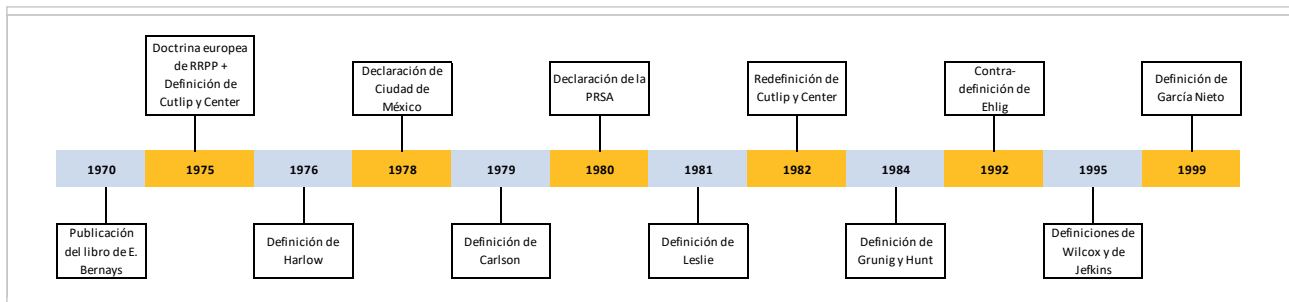 Doctrina europea
de RRPP +
Definición de
Cutlip y Center
Declaración de
Ciudad de
México
Declaración de la
PRSA
Redefinición de
Cutlip y Center
Contra-
definición de
Ehlig
Definición de
García Nieto
1970 1975 1976 1978 1979 1980 1981 1982 1984 1992 1995 1999
Publicación
del libro de E.
Bernays
Definición de
Harlow
Definición de
Carlson
Definición de
Leslie
Definición de
Grunig y Hunt
Definiciones de
Wilcox y de
Jefkins